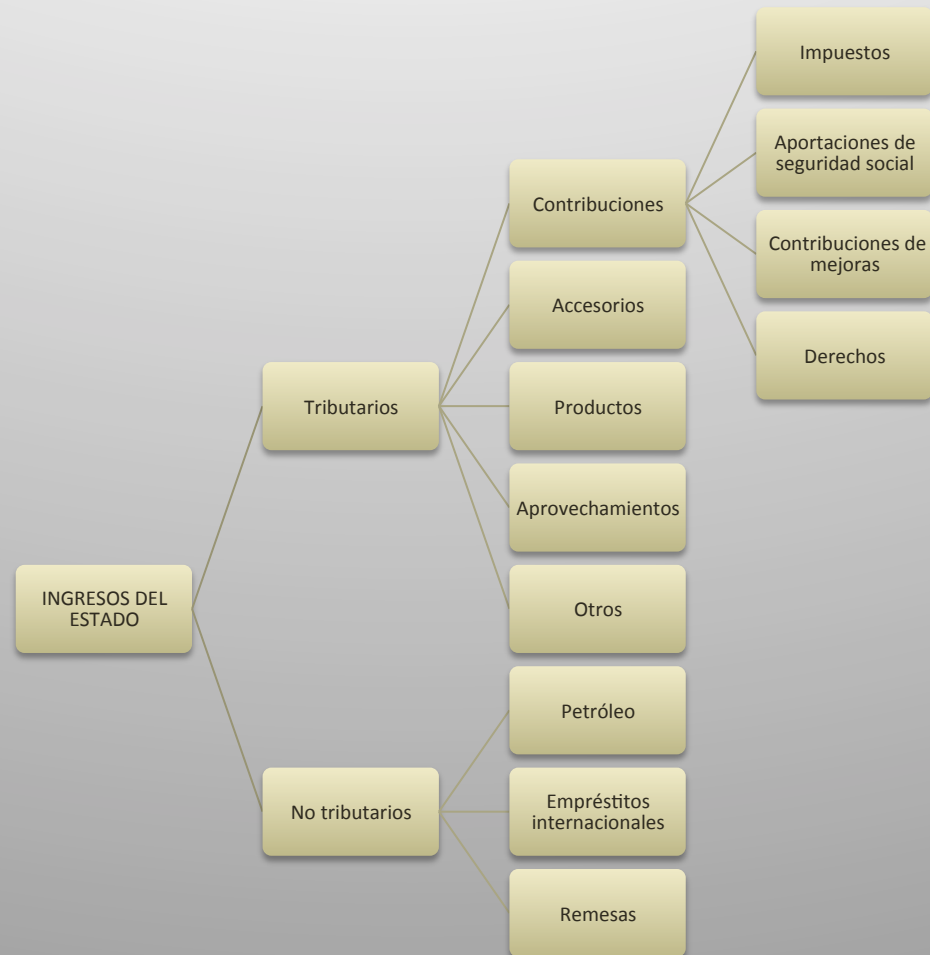 INGRESOS DEL
ESTADO
Tributarios
Contribuciones
Impuestos
Aportaciones de
seguridad social
Contribuciones de
mejoras
Derechos
Accesorios
Productos
Aprovechamientos
Otros
No tributarios
Petróleo
Empréstitos
internacionales
Remesas